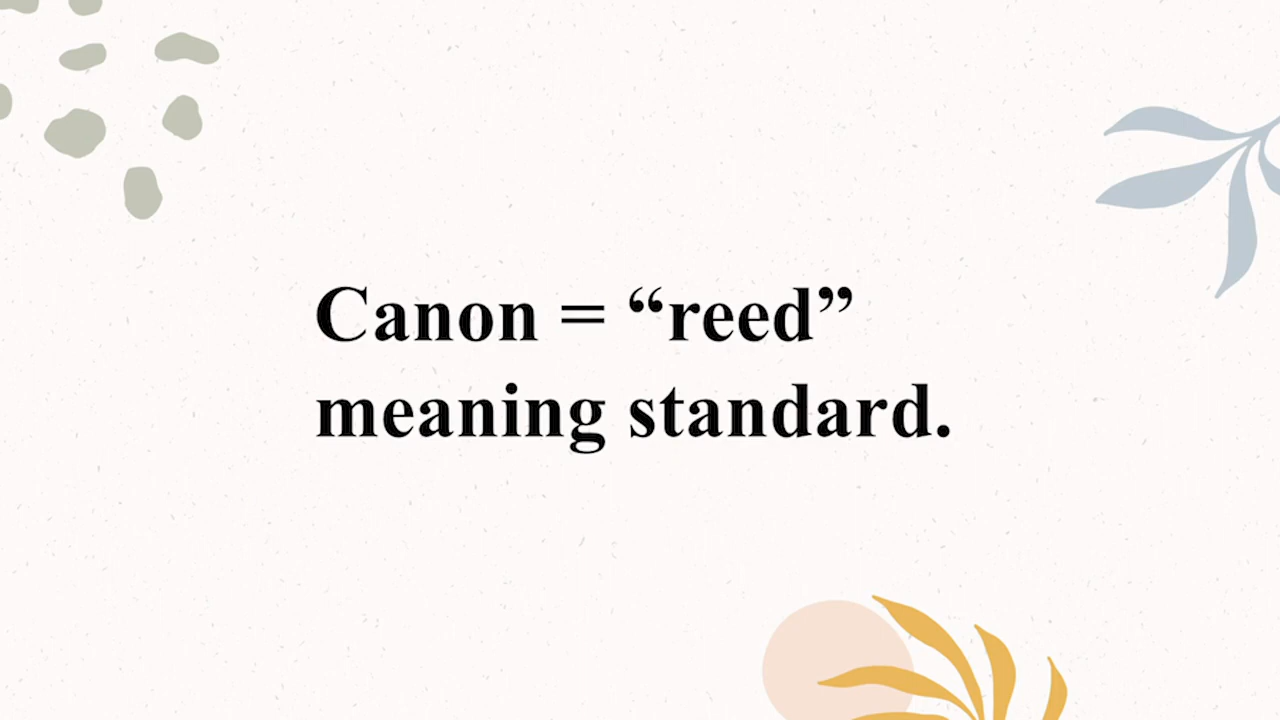 Canon = “reed”
meaning standard.